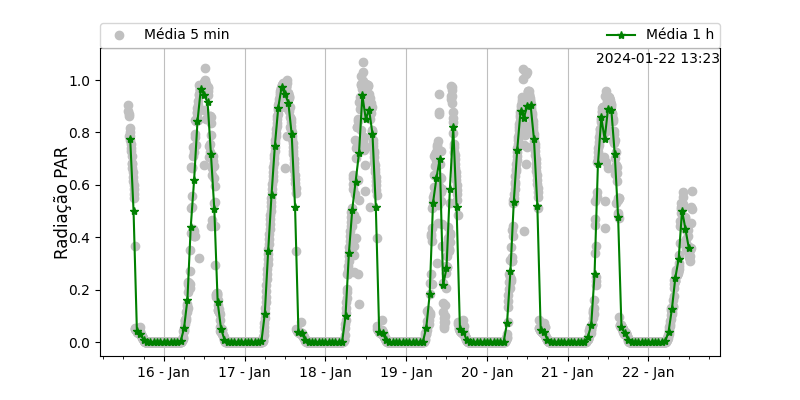 Média 5 min
Média 1 h
2024-01-22 13:23
Radiação PAR
1.0
0.8
0.6
0.4
0.2
0.0
16 - Jan
17 - Jan
18 - Jan
19 - Jan
20 - Jan
21 - Jan
22 - Jan